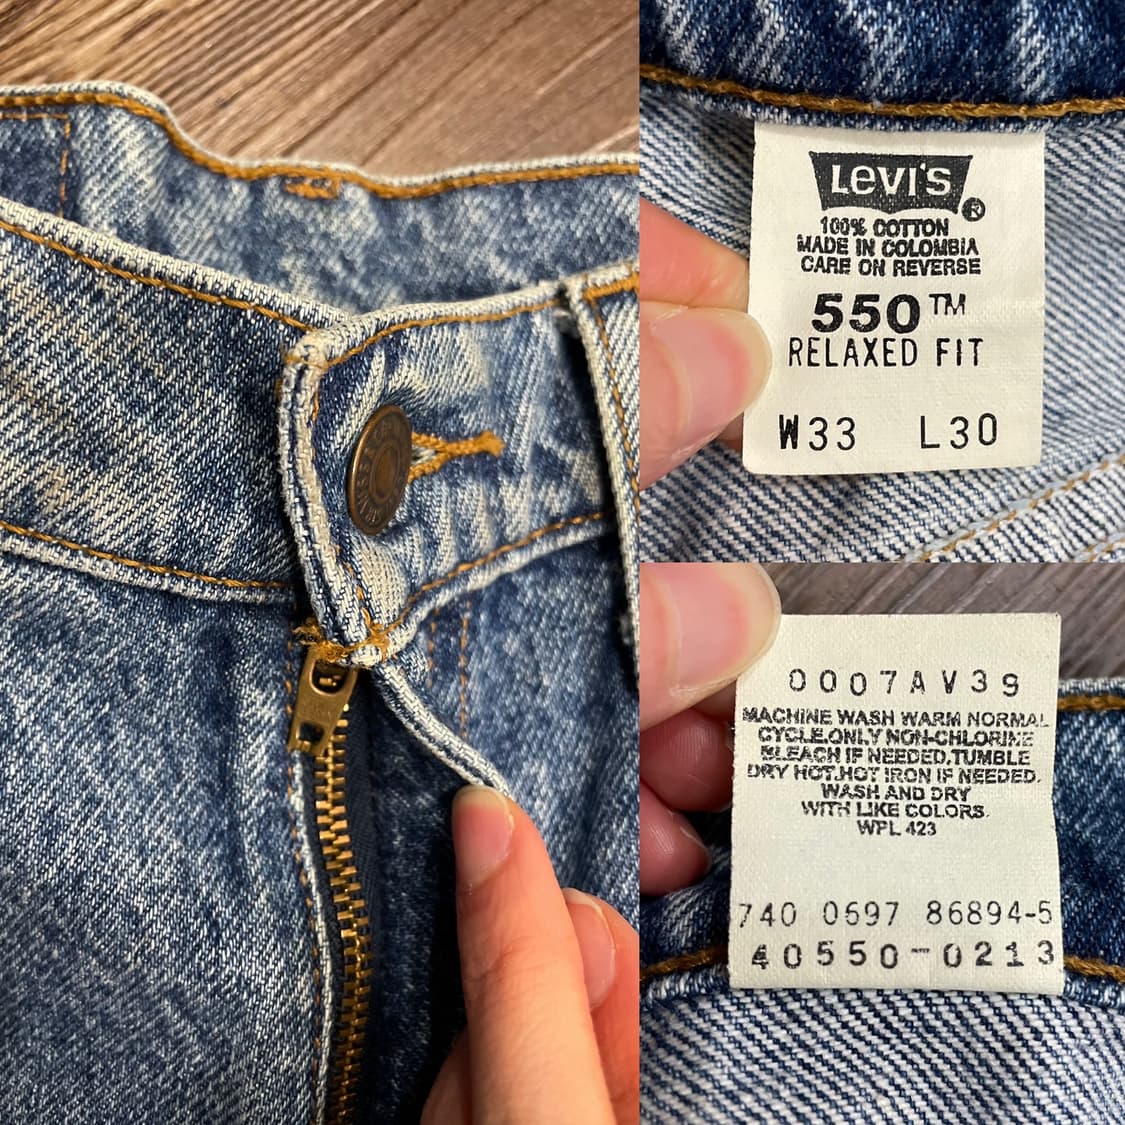 LEVI'S
®
100% COTTON
MADE IN COLOMBIA
CARE ON REVERSE
550™
RELAXED FIT
W33 L30
0007AV39
MACHINE WASH WARM NORMAL
CYCLE.ONLY NON-CHLORINE
BLEACH IF NEEDED.TUMBLE
DRY HOT.HOT IRON IF NEEDED.
WASH AND DRY
WITH LIKE COLORS.
WPL 423
740 0697 86894-5
40550-0213